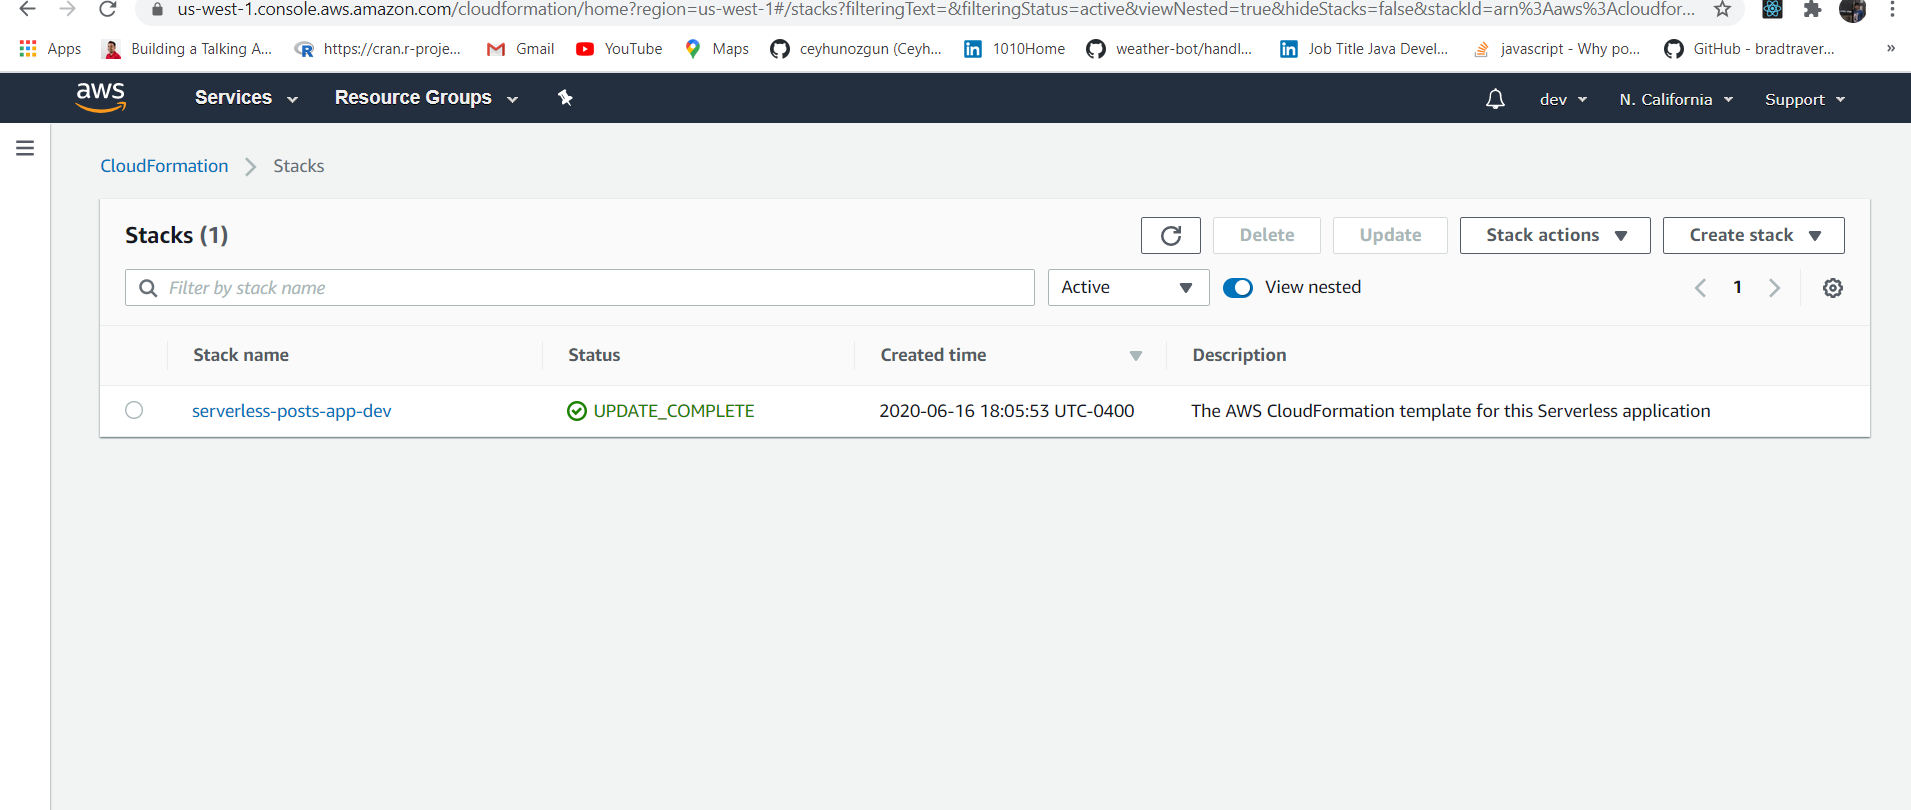 us-west-1.console.aws.amazon.com/cloudformation/home?region=us-west-1#/stacks?filteringText=&filteringStatus=active&viewNested=true&hideStacks=false&stackId=arn%3Aaws%3Acloudfor...
Apps Building a Talking A... https://cran.r-proje... Gmail YouTube Maps ceyhunozgun (Ceyh... 1010Home weather-bot/handl... Job Title Java Devel... javascript - Why po... GitHub - bradtraver... »
aws Services Resource Groups dev N. California Support
CloudFormation Stacks
Stacks (1) Delete Update Stack actions Create stack
Filter by stack name Active View nested 1
Stack name Status Created time Description
serverless-posts-app-dev UPDATE_COMPLETE 2020-06-16 18:05:53 UTC-0400 The AWS CloudFormation template for this Serverless application